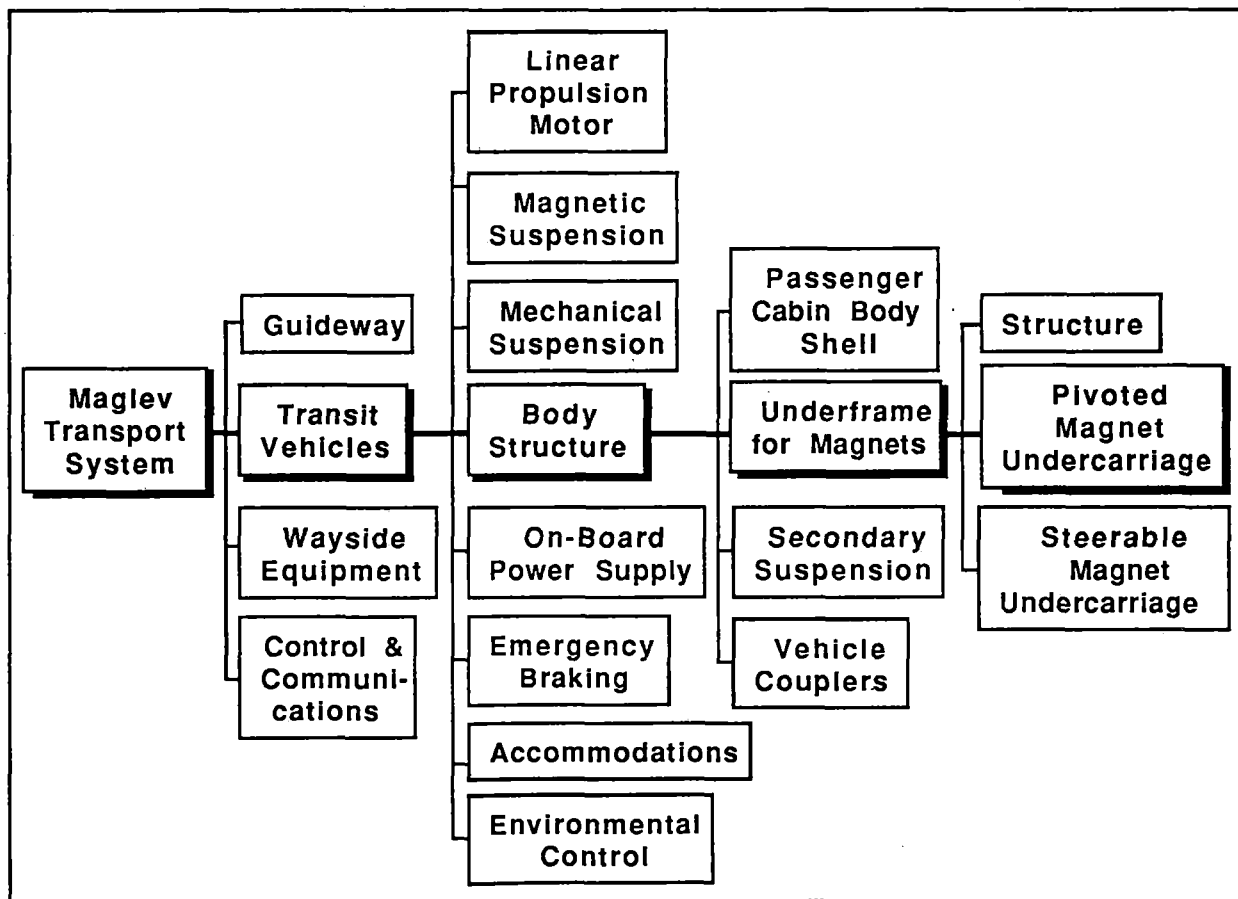 Maglev
Transport
System
Guideway
Transit
Vehicles
Wayside
Equipment
Control &
Communi-
cations
Linear
Propulsion
Motor
Magnetic
Suspension
Mechanical
Suspension
Body
Structure
On-Board
Power Supply
Emergency
Braking
Accommodations
Environmental
Control
Passenger
Cabin Body
Shell
Underframe
for Magnets
Secondary
Suspension
Vehicle
Couplers
Structure
Pivoted
Magnet
Undercarriage
Steerable
Magnet
Undercarriage